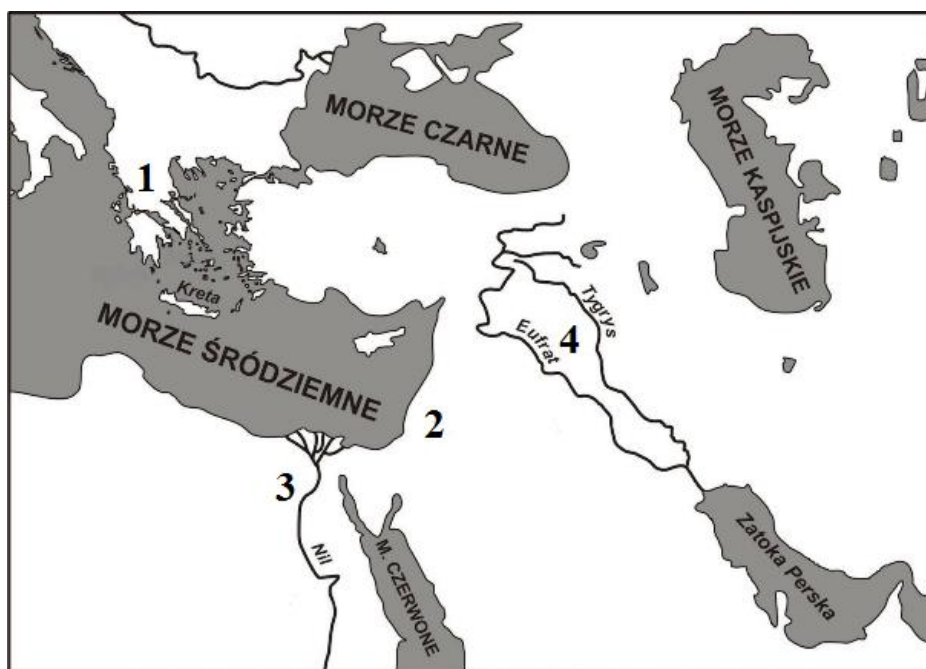 MORZE CZARNE
MORZE KASPIJSKIE
1
Kreta
Tygrys
Eufrat
4
MORZE ŚRÓDZIEMNE
2
3
Nil
M. CZERWONE
Zatoka Perska